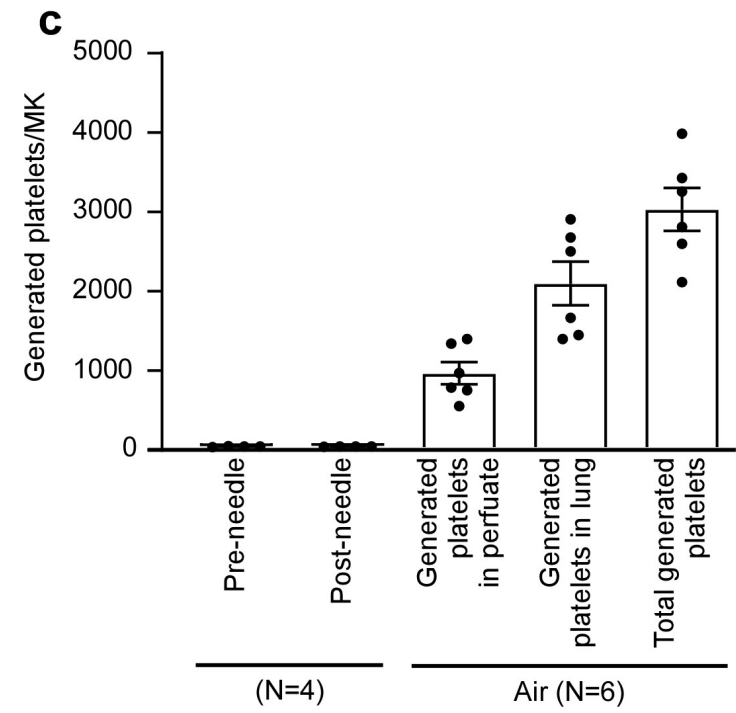 c
Generated platelets/MK
5000
4000
3000
2000
1000
0
Pre-needle
Post-needle
Generated
platelets
in perfuate
Generated
platelets in lung
Total generated
platelets
(N=4)
Air (N=6)